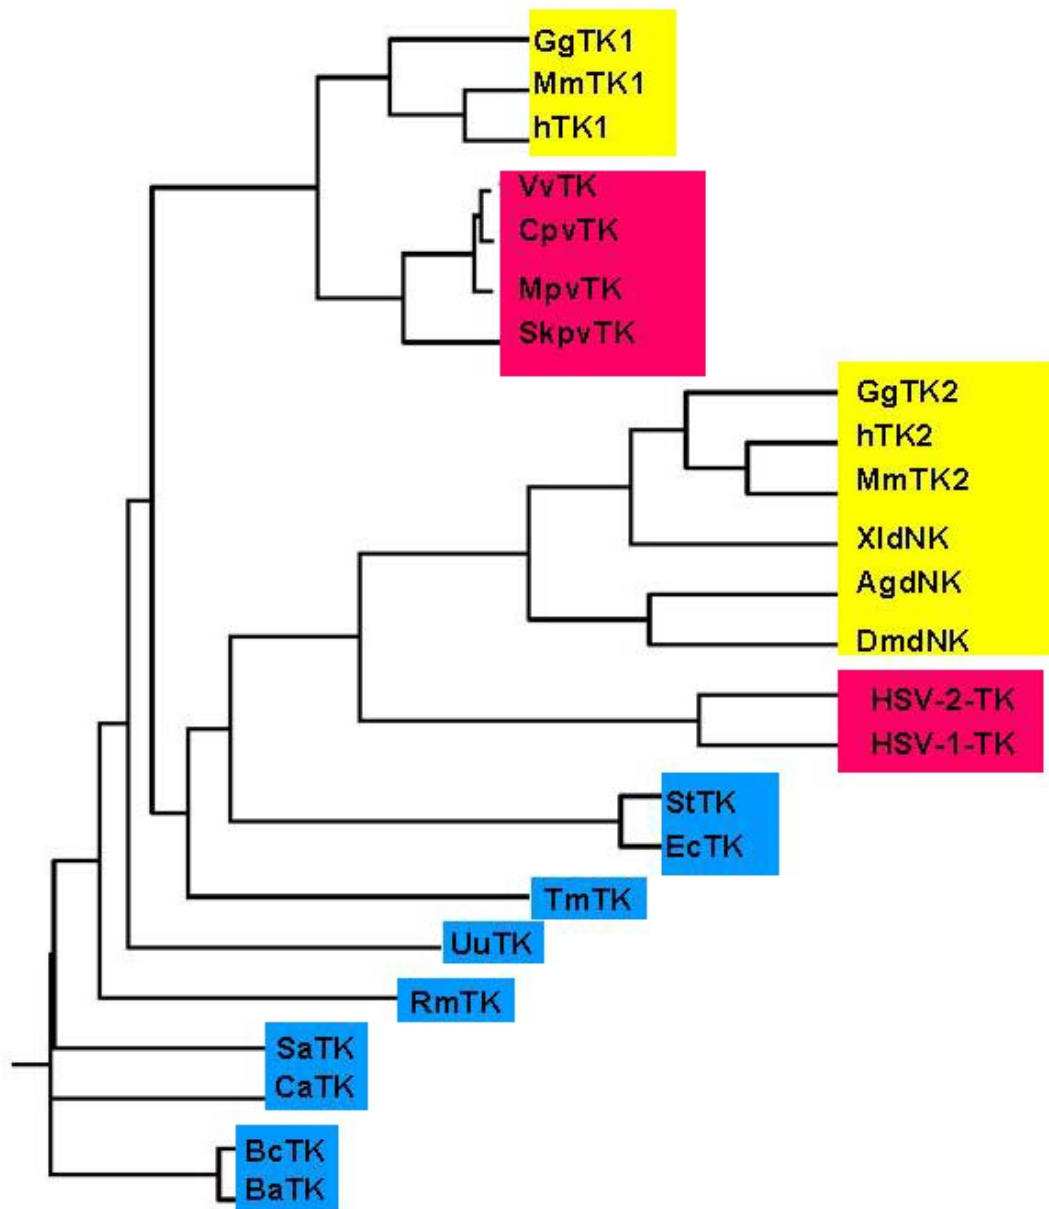 GgTK1
MmTK1
hTK1
VvTK
CpvTK
MpvTK
SkpvTK
GgTK2
hTK2
MmTK2
XldNK
AgdNK
DmdNK
HSV-2-TK
HSV-1-TK
StTK
EcTK
TmTK
UuTK
RmTK
SaTK
CaTK
BcTK
BaTK